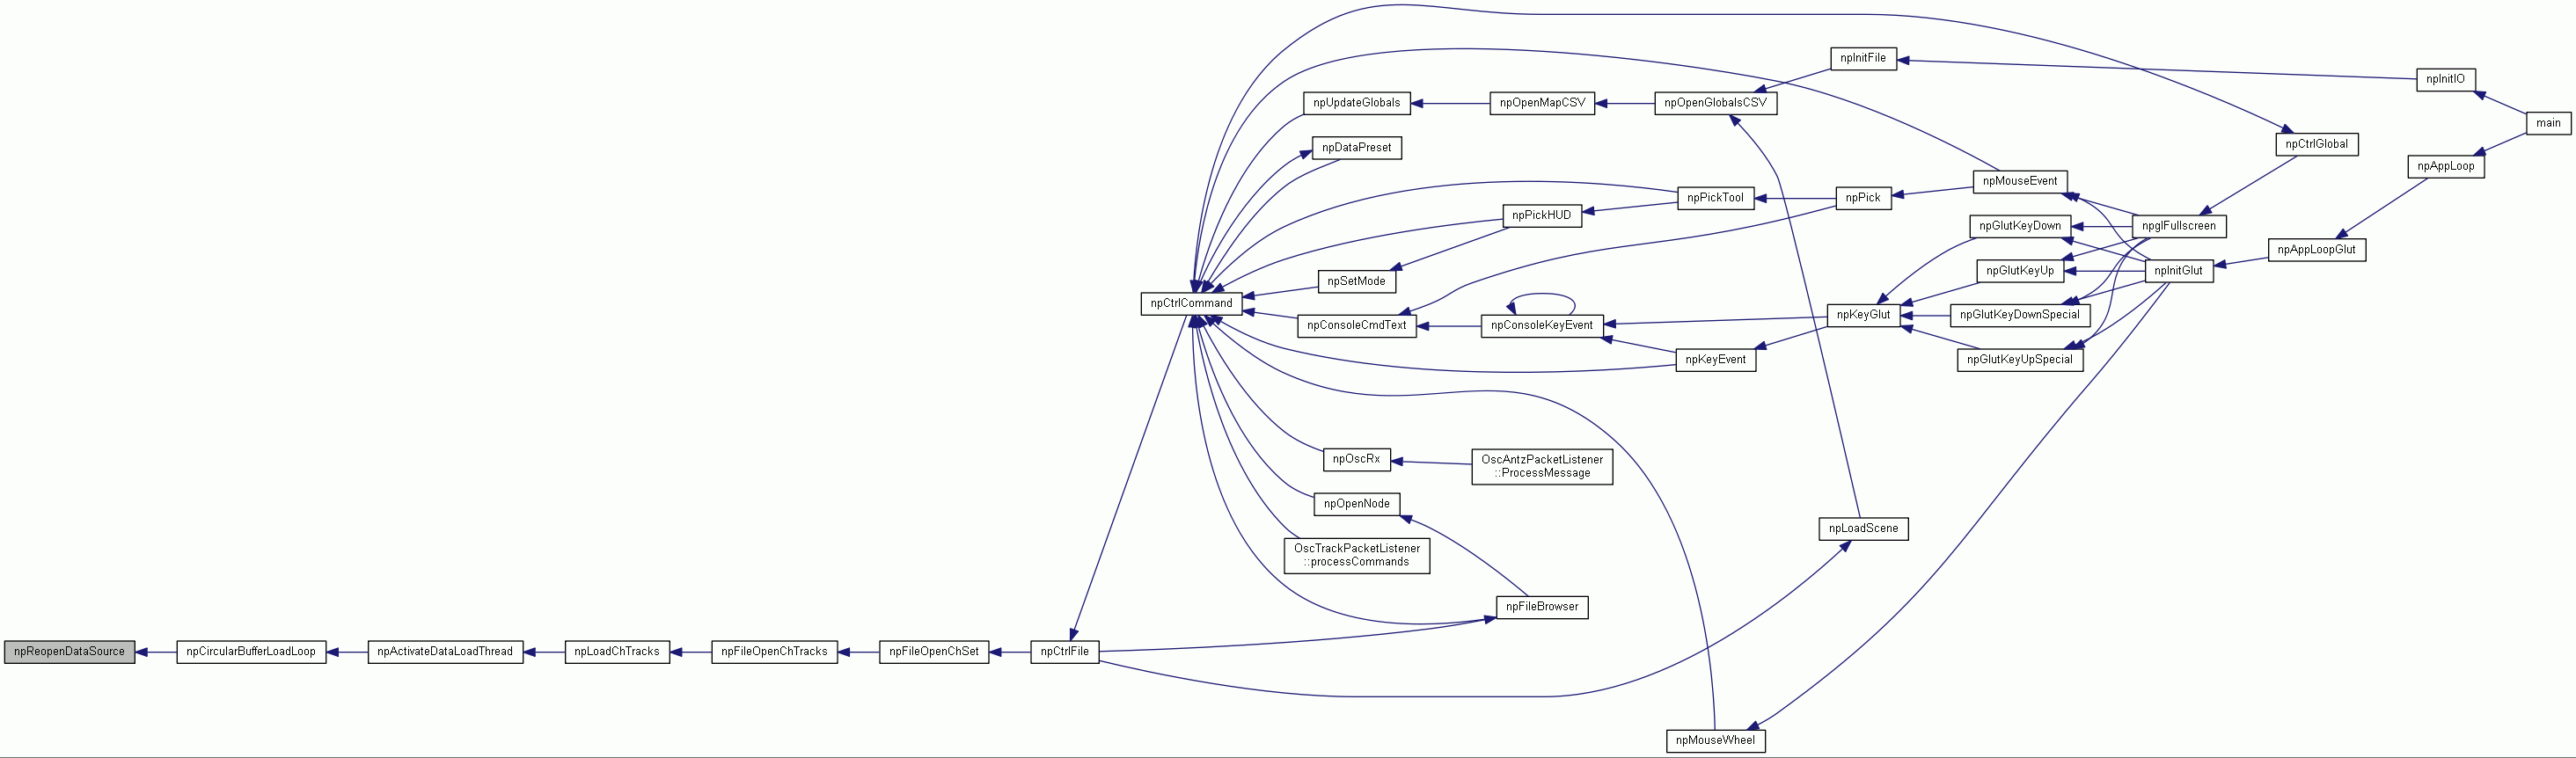 npInitFile
npInitIO
npUpdateGlobals
npOpenMapCSV
npOpenGlobalsCSV
main
npCtrlGlobal
npDataPreset
npAppLoop
npMouseEvent
npPickTool
npPick
npPickHUD
npGlutKeyDown
npglFullscreen
npAppLoopGlut
npSetMode
npGlutKeyUp
npInitGlut
npCtrlCommand
npConsoleCmdText
npConsoleKeyEvent
npKeyGlut
npGlutKeyDownSpecial
npKeyEvent
npGlutKeyUpSpecial
npOscRx
OscAntzPacketListener
::ProcessMessage
npOpenNode
npLoadScene
OscTrackPacketListener
::processCommands
npFileBrowser
npReopenDataSource
npCircularBufferLoadLoop
npActivateDataLoadThread
npLoadChTracks
npFileOpenChTracks
npFileOpenChSet
npCtrlFile
npMouseWheel